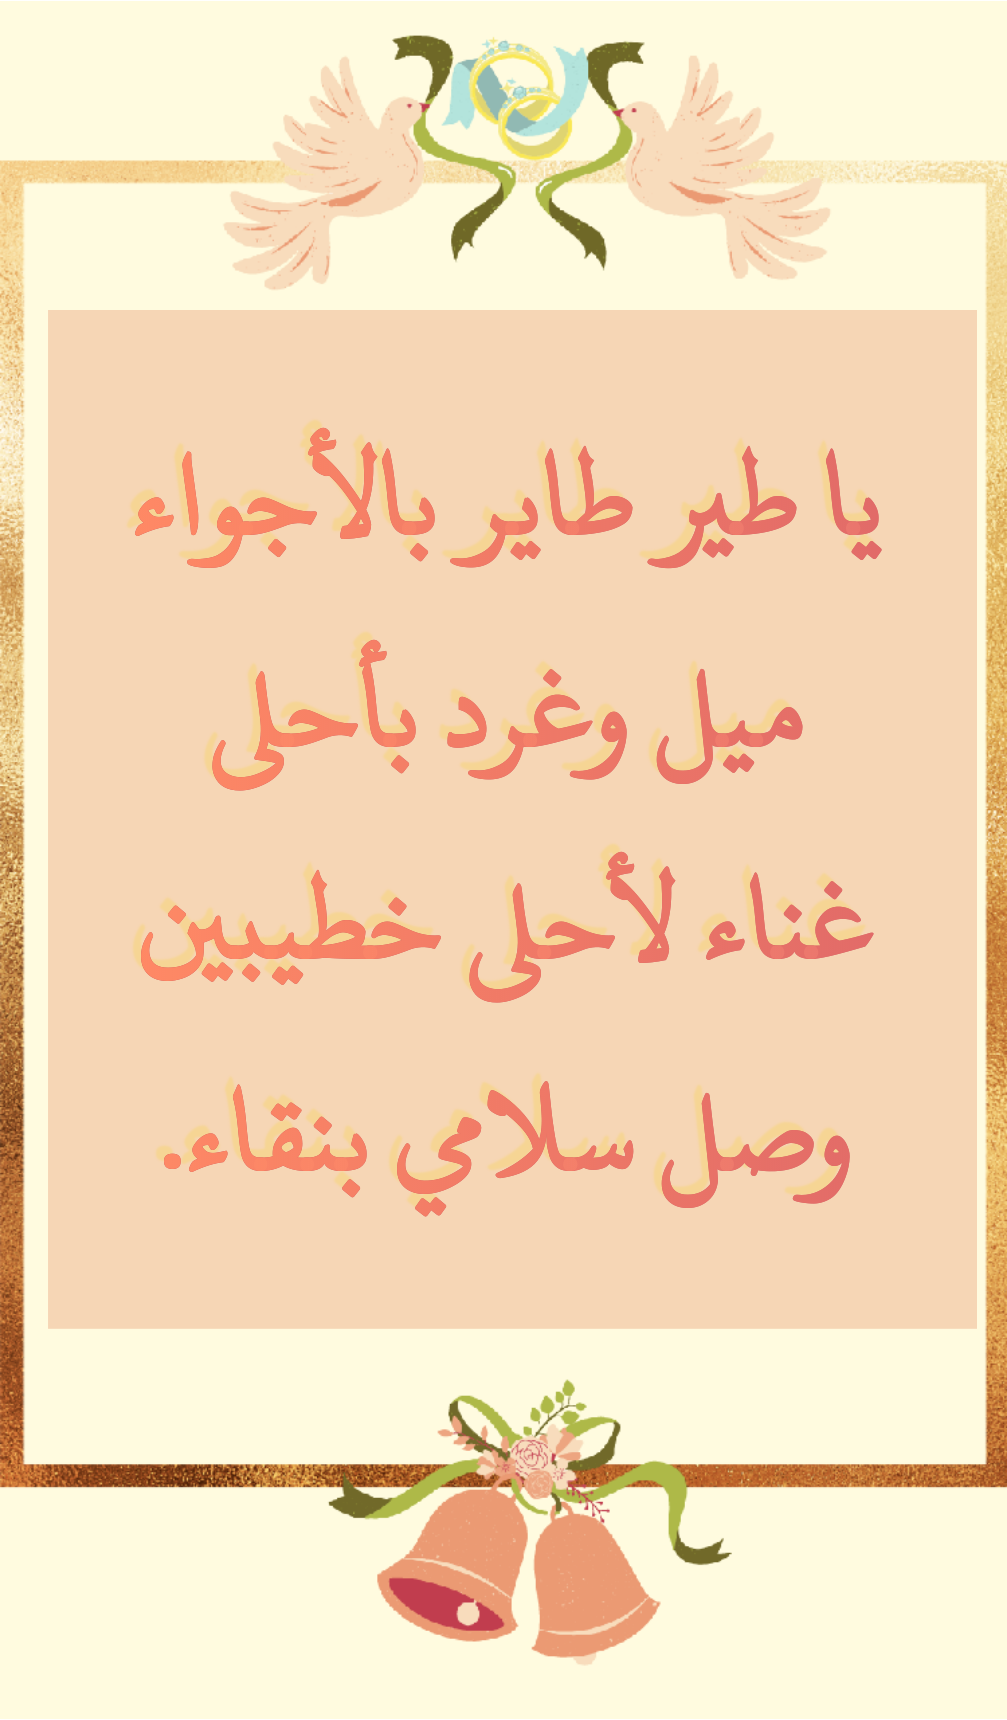 يا طير طاير بالأجواء
ميل وغرد بأحلى
غناء لأحلى خطيبين
وصل سلامي بنقاء.